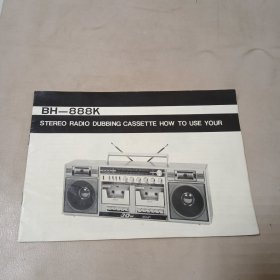 BH—888K
STEREO RADIO DUBBING CASSETTE HOW TO USE YOUR